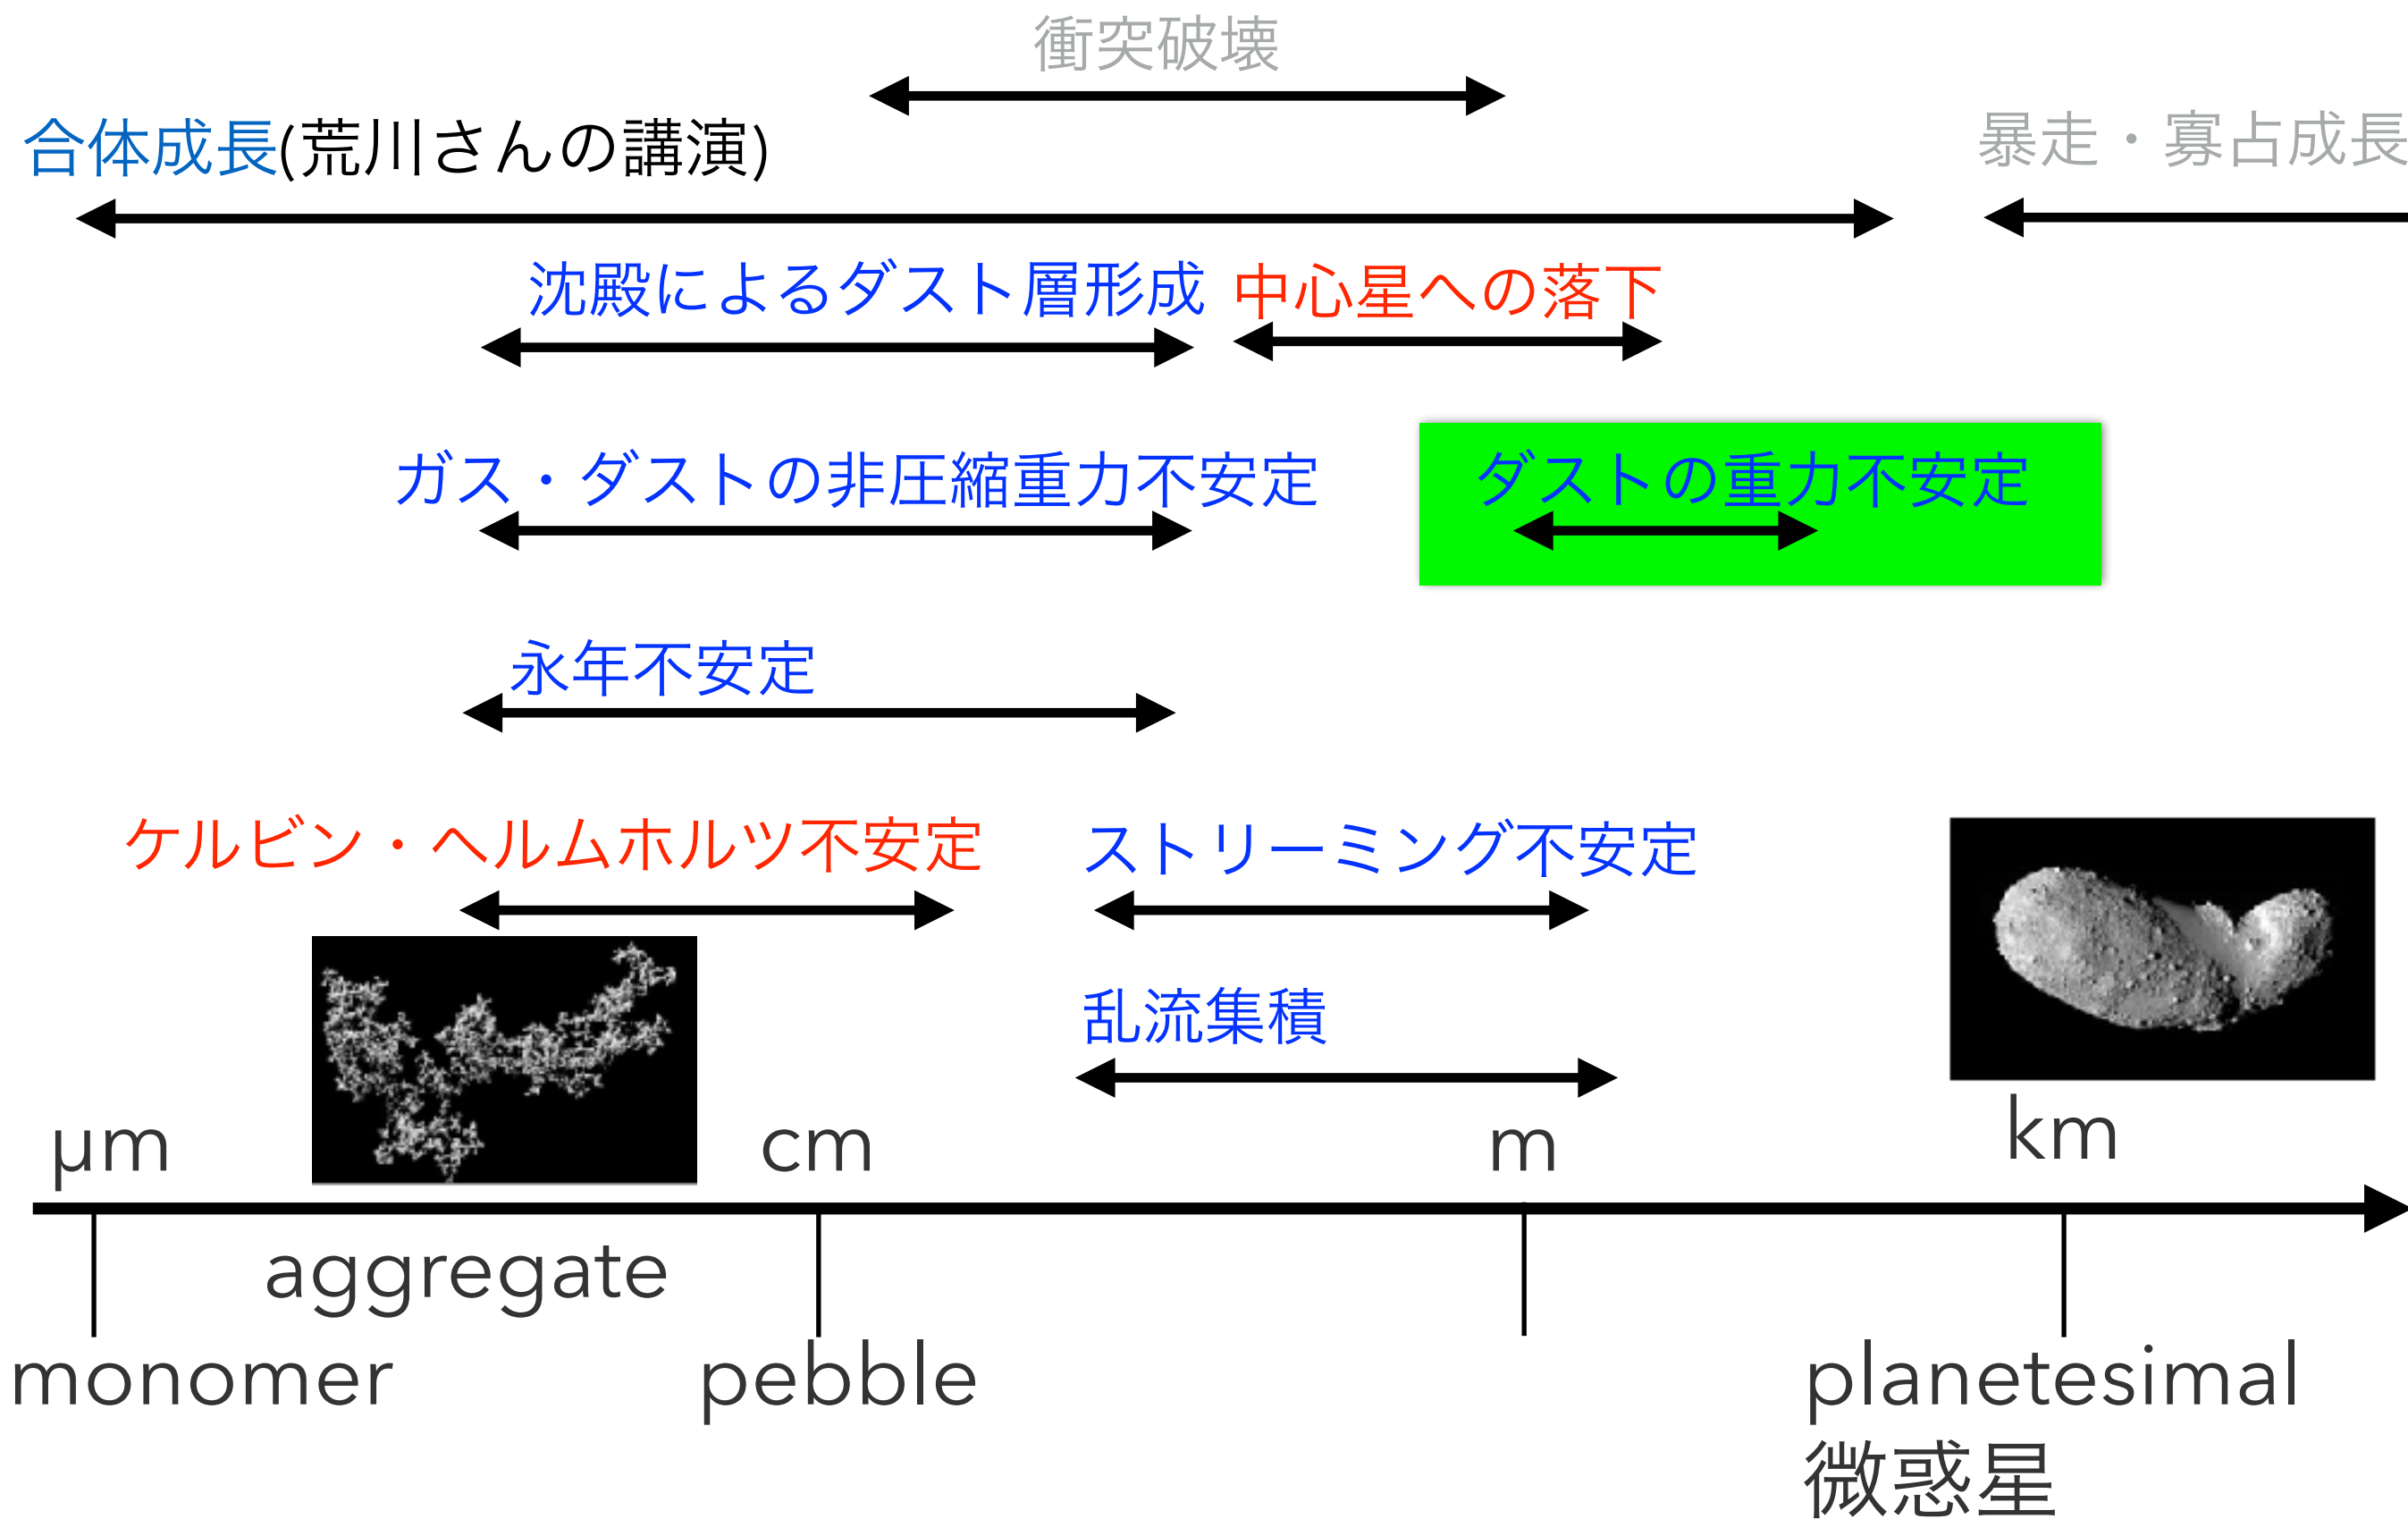 衝突破壊
合体成長(荒川さんの講演)
暴走・寡占成長
沈殿によるダスト層形成
中心星への落下
ガス・ダストの非圧縮重力不安定
ダストの重力不安定
永年不安定
ケルビン・ヘルムホルツ不安定
ストリーミング不安定
乱流集積
μm
cm
m
km
aggregate
monomer
pebble
planetesimal
微惑星